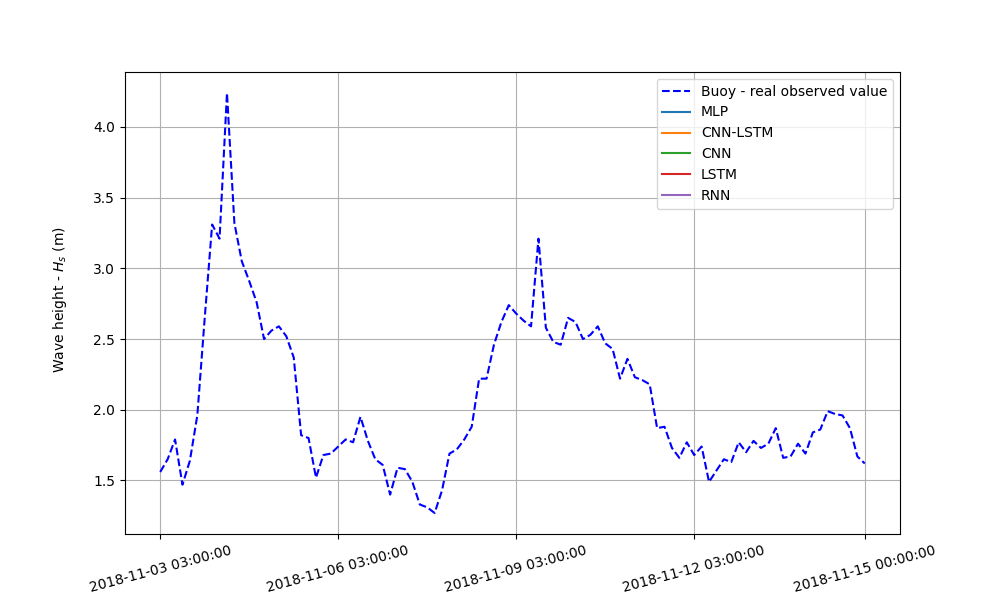 Buoy - real observed value
MLP
CNN-LSTM
CNN
LSTM
RNN
4.0
3.5
3.0
2.5
2.0
1.5
Wave height - Hs (m)
2018-11-03 03:00:00
2018-11-06 03:00:00
2018-11-09 03:00:00
2018-11-12 03:00:00
2018-11-15 00:00:00